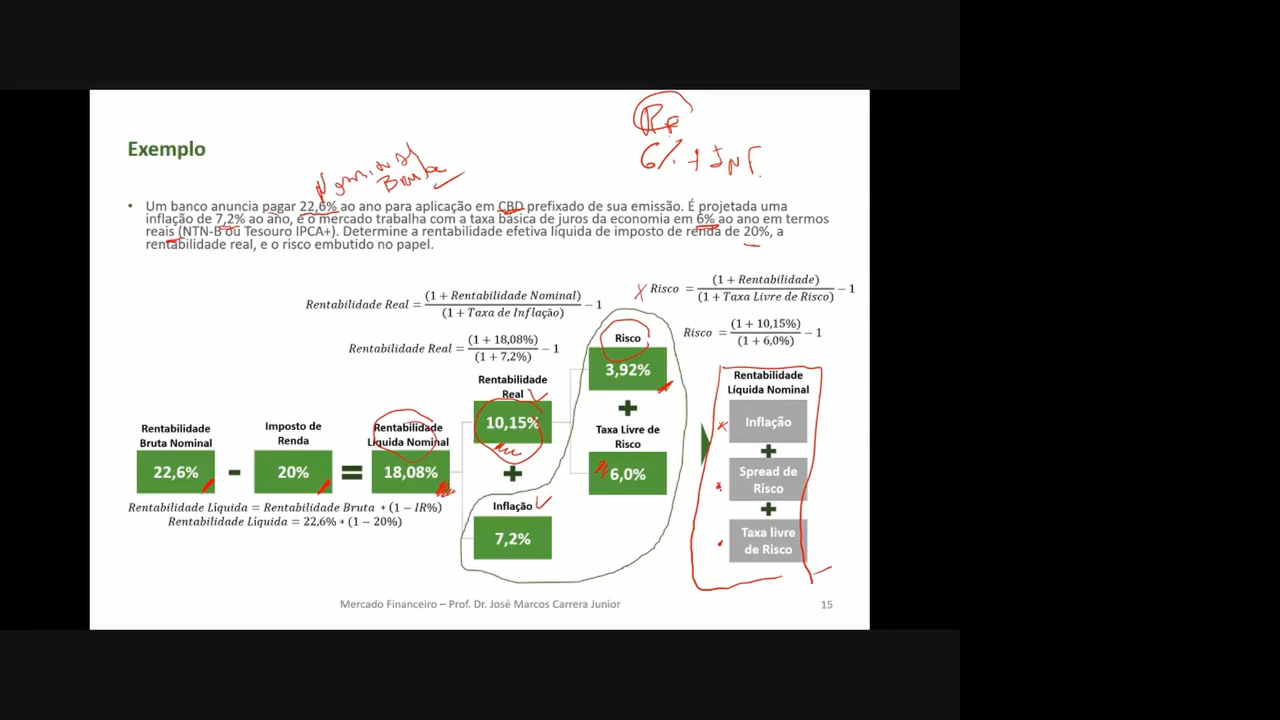 Rf
6% + INF.
Exemplo
Nominal
Bruta
• Um banco anuncia pagar 22,6% ao ano para aplicação em CBD prefixado de sua emissão. É projetada uma
inflação de 7,2% ao ano, e o mercado trabalha com a taxa básica de juros da economia em 6% ao ano em termos
reais (NTN-B ou Tesouro IPCA+). Determine a rentabilidade efetiva líquida de imposto de renda de 20%, a
rentabilidade real, e o risco embutido no papel.
Rentabilidade Real = (1 + Rentabilidade Nominal) / (1 + Taxa de Inflação) − 1
Risco = (1 + Rentabilidade) / (1 + Taxa Livre de Risco) − 1
Rentabilidade Real = (1 + 18,08%) / (1 + 7,2%) − 1
Risco = (1 + 10,15%) / (1 + 6,0%) − 1
Rentabilidade
Bruta Nominal
22,6%
-
Imposto de
Renda
20%
=
Rentabilidade
Líquida Nominal
18,08%
Rentabilidade Líquida = Rentabilidade Bruta * (1 − IR%)
Rentabilidade Líquida = 22,6% * (1 − 20%)
Rentabilidade
Real
10,15%
+
Inflação
7,2%
Risco
3,92%
+
Taxa Livre de
Risco
6,0%
Rentabilidade
Líquida Nominal
Inflação
+
Spread de
Risco
+
Taxa livre
de Risco
Mercado Financeiro – Prof. Dr. José Marcos Carrera Junior
15